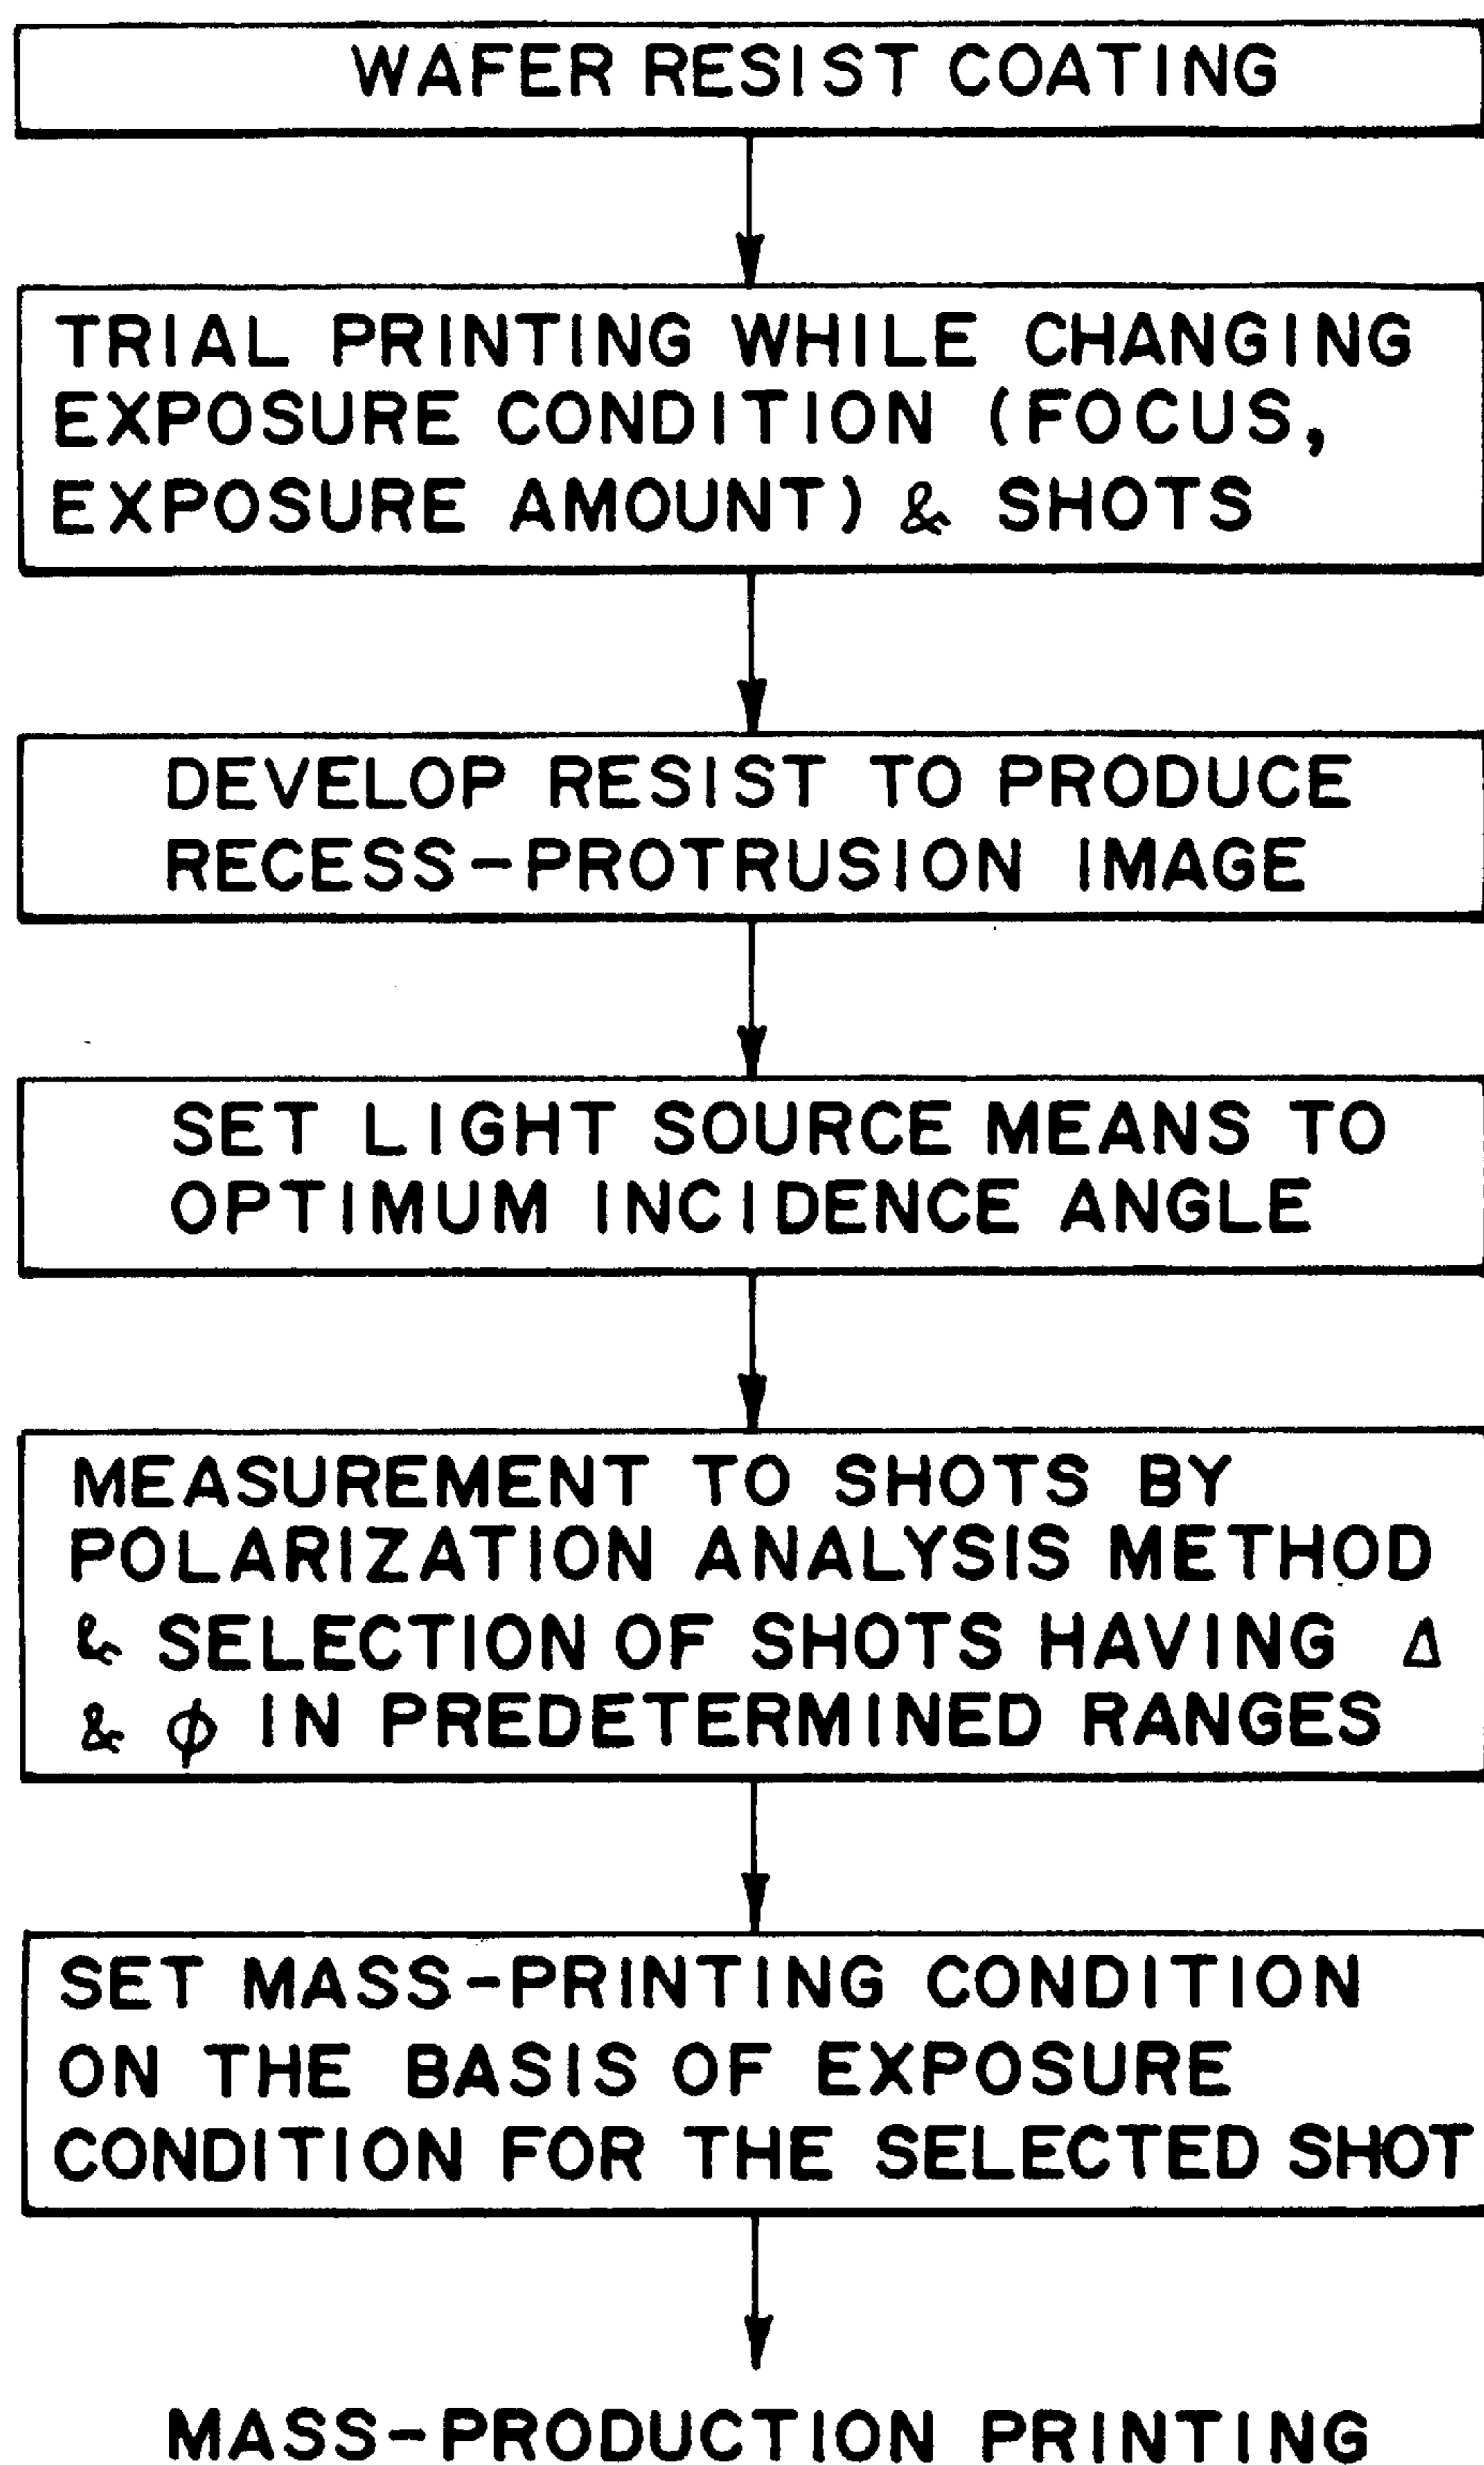 WAFER RESIST COATING
TRIAL PRINTING WHILE CHANGING
EXPOSURE CONDITION (FOCUS,
EXPOSURE AMOUNT) & SHOTS
DEVELOP RESIST TO PRODUCE
RECESS-PROTRUSION IMAGE
SET LIGHT SOURCE MEANS TO
OPTIMUM INCIDENCE ANGLE
MEASUREMENT TO SHOTS BY
POLARIZATION ANALYSIS METHOD
& SELECTION OF SHOTS HAVING Δ
& φ IN PREDETERMINED RANGES
SET MASS-PRINTING CONDITION
ON THE BASIS OF EXPOSURE
CONDITION FOR THE SELECTED SHOT
MASS-PRODUCTION PRINTING